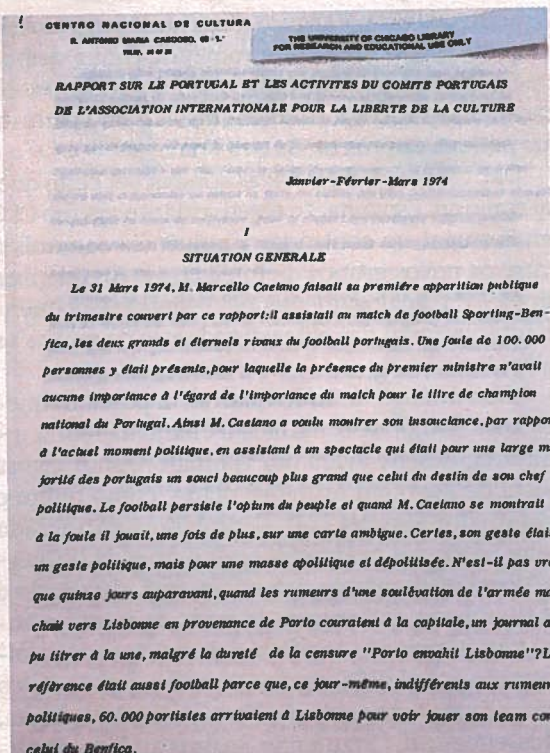 CENTRO NACIONAL DE CULTURA
R. ANTÓNIO MARIA CARDOSO, 68 - 1.º
THE UNIVERSITY OF CHICAGO LIBRARY
FOR RESEARCH AND EDUCATIONAL USE ONLY
RAPPORT SUR LE PORTUGAL ET LES ACTIVITES DU COMITE PORTUGAIS
DE L'ASSOCIATION INTERNATIONALE POUR LA LIBERTE DE LA CULTURE
Janvier-Février-Mars 1974
I
SITUATION GENERALE
Le 31 Mars 1974, M. Marcello Caetano faisait sa première apparition publique
du trimestre couvert par ce rapport:il assistait au match de football Sporting-Ben-
fica, les deux grands et éternels rivaux du football portugais. Une foule de 100.000
personnes y était présente, pour laquelle la présence du premier ministre n'avait
aucune importance à l'égard de l'importance du match pour le titre de champion
national du Portugal. Ainsi M. Caetano a voulu montrer son insouciance, par rappor
à l'actuel moment politique, en assistant à un spectacle qui était pour une large m
jorité des portugais un souci beaucoup plus grand que celui du destin de son chef
politique. Le football persiste l'opium du peuple et quand M. Caetano se montrait
à la foule il jouait, une fois de plus, sur une carte ambigue. Certes, son geste étai
un geste politique, mais pour une masse apolitique et dépolitisée. N'est-il pas vr
que quinze jours auparavant, quand les rumeurs d'une soulèvation de l'armée ma
chait vers Lisbonne en provenance de Porto couraient à la capitale, un journal a
pu titrer à la une, malgré la dureté de la censure "Porto envahit Lisbonne"?L
référence était aussi football parce que, ce jour-même, indifférents aux rumeur
politiques, 60.000 portistes arrivaient à Lisbonne pour voir jouer son team con
celui du Benfica.